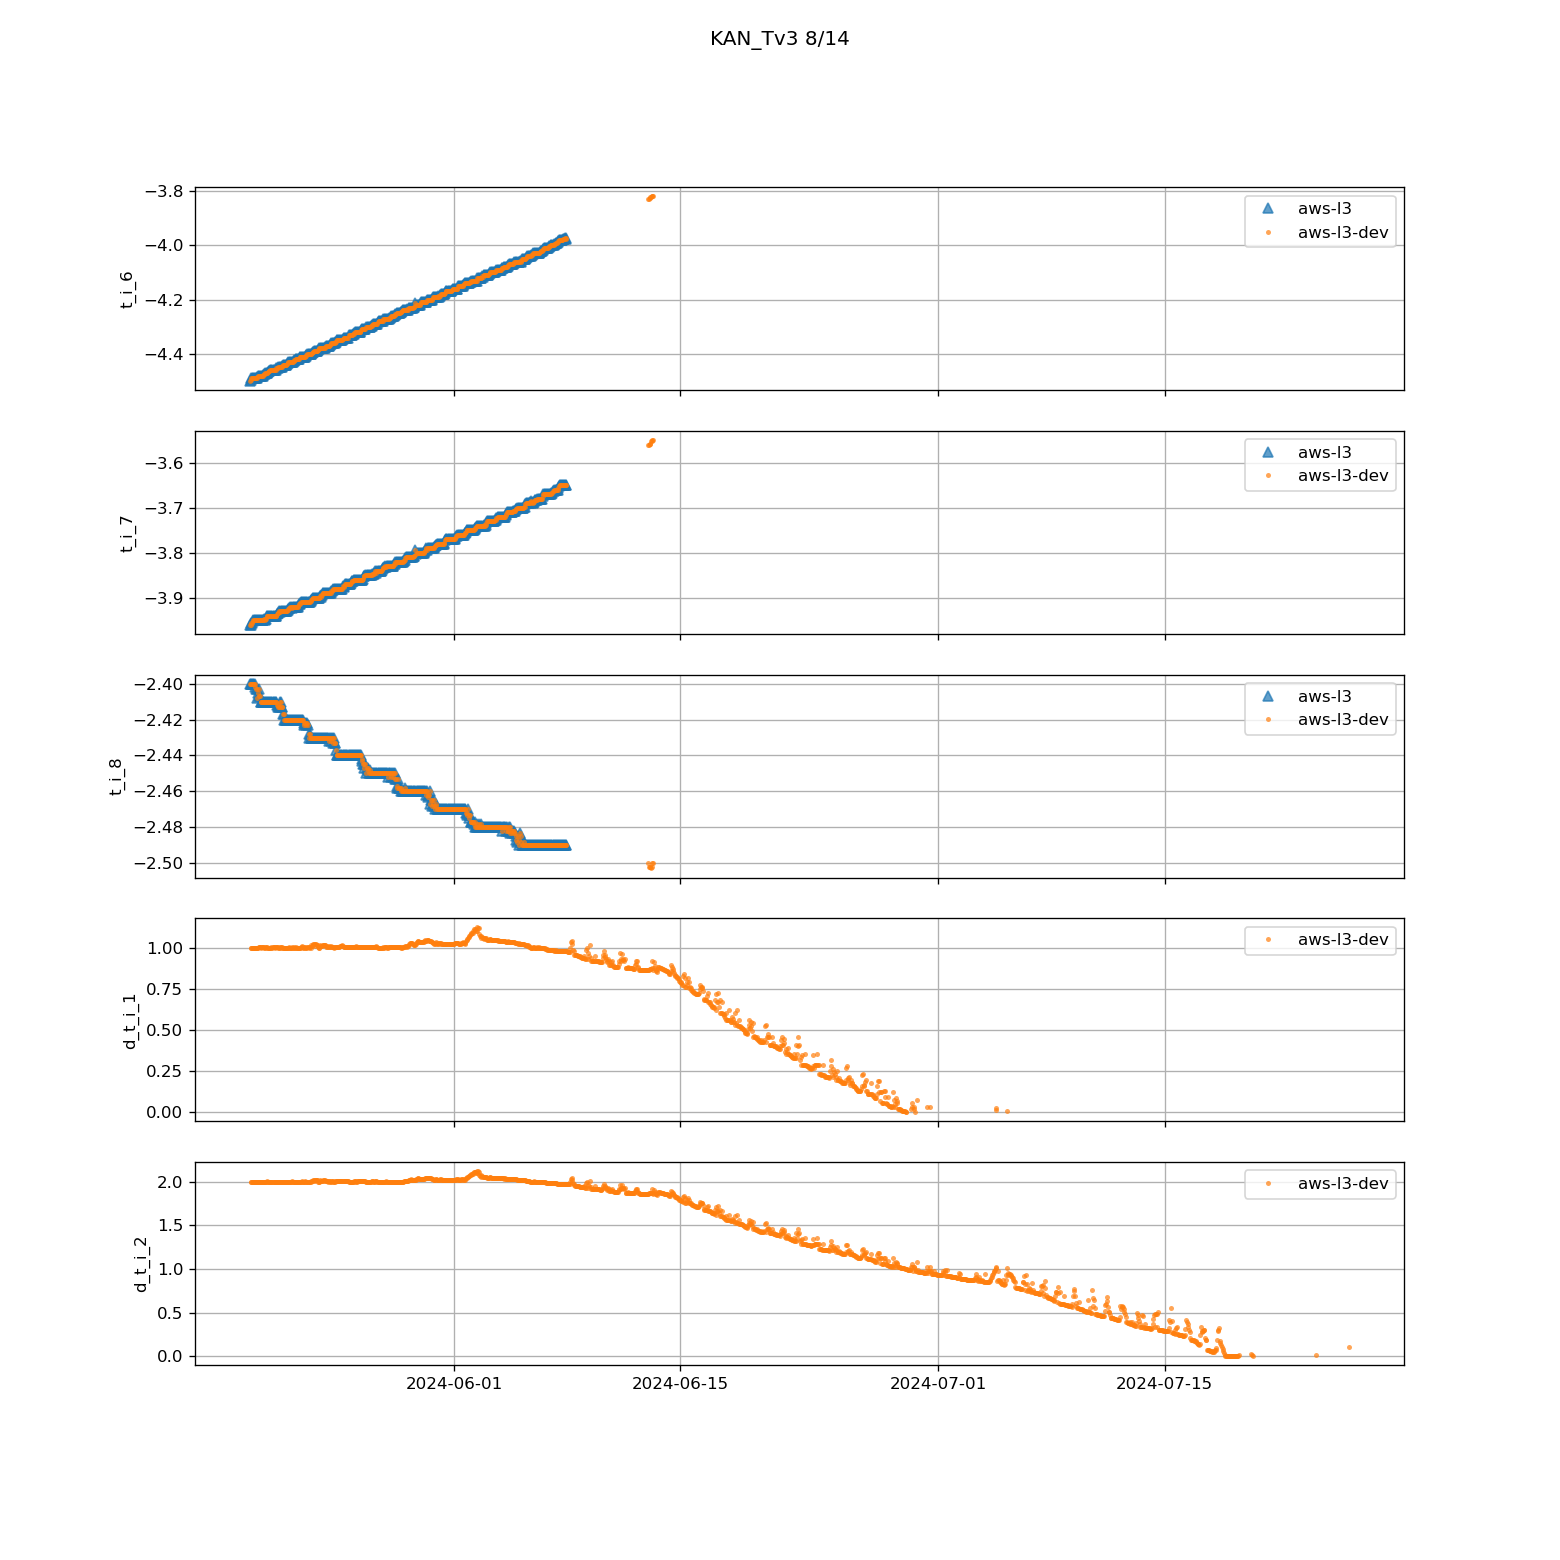 KAN_Tv3 8/14
−3.8
−4.0
−4.2
−4.4
t_i_6
aws-l3
aws-l3-dev
−3.6
−3.7
−3.8
−3.9
t_i_7
aws-l3
aws-l3-dev
−2.40
−2.42
−2.44
−2.46
−2.48
−2.50
t_i_8
aws-l3
aws-l3-dev
1.00
0.75
0.50
0.25
0.00
d_t_i_1
aws-l3-dev
2.0
1.5
1.0
0.5
0.0
d_t_i_2
aws-l3-dev
2024-06-01 2024-06-15 2024-07-01 2024-07-15